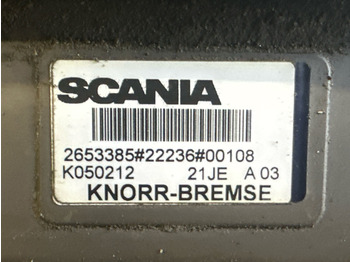 SCANIA
2653385#22236#00108
K050212 21JE A 03
KNORR-BREMSE